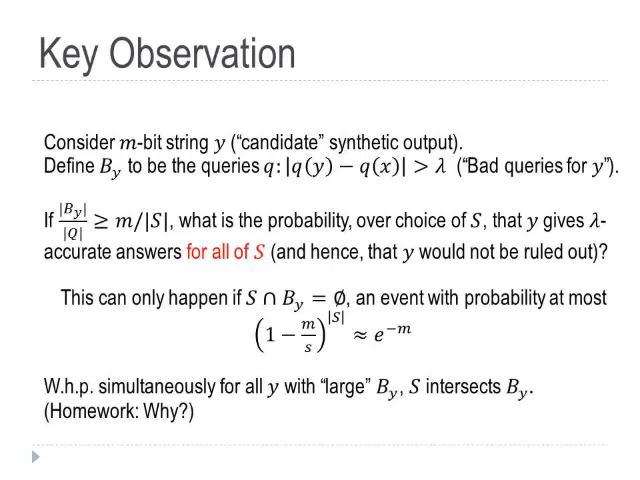 Key Observation
Consider 𝑚-bit string 𝑦 (“candidate” synthetic output).
Define 𝐵_𝑦 to be the queries 𝑞: |𝑞(𝑦) − 𝑞(𝑥)| > 𝜆 (“Bad queries for 𝑦”).
If |𝐵_𝑦|/|𝑄| ≥ 𝑚/|𝑆|, what is the probability, over choice of 𝑆, that 𝑦 gives 𝜆-
accurate answers for all of 𝑆 (and hence, that 𝑦 would not be ruled out)?
This can only happen if 𝑆 ∩ 𝐵_𝑦 = ∅, an event with probability at most
(1 − 𝑚/𝑠)^|𝑆| ≈ 𝑒^−𝑚
W.h.p. simultaneously for all 𝑦 with “large” 𝐵_𝑦, 𝑆 intersects 𝐵_𝑦.
(Homework: Why?)